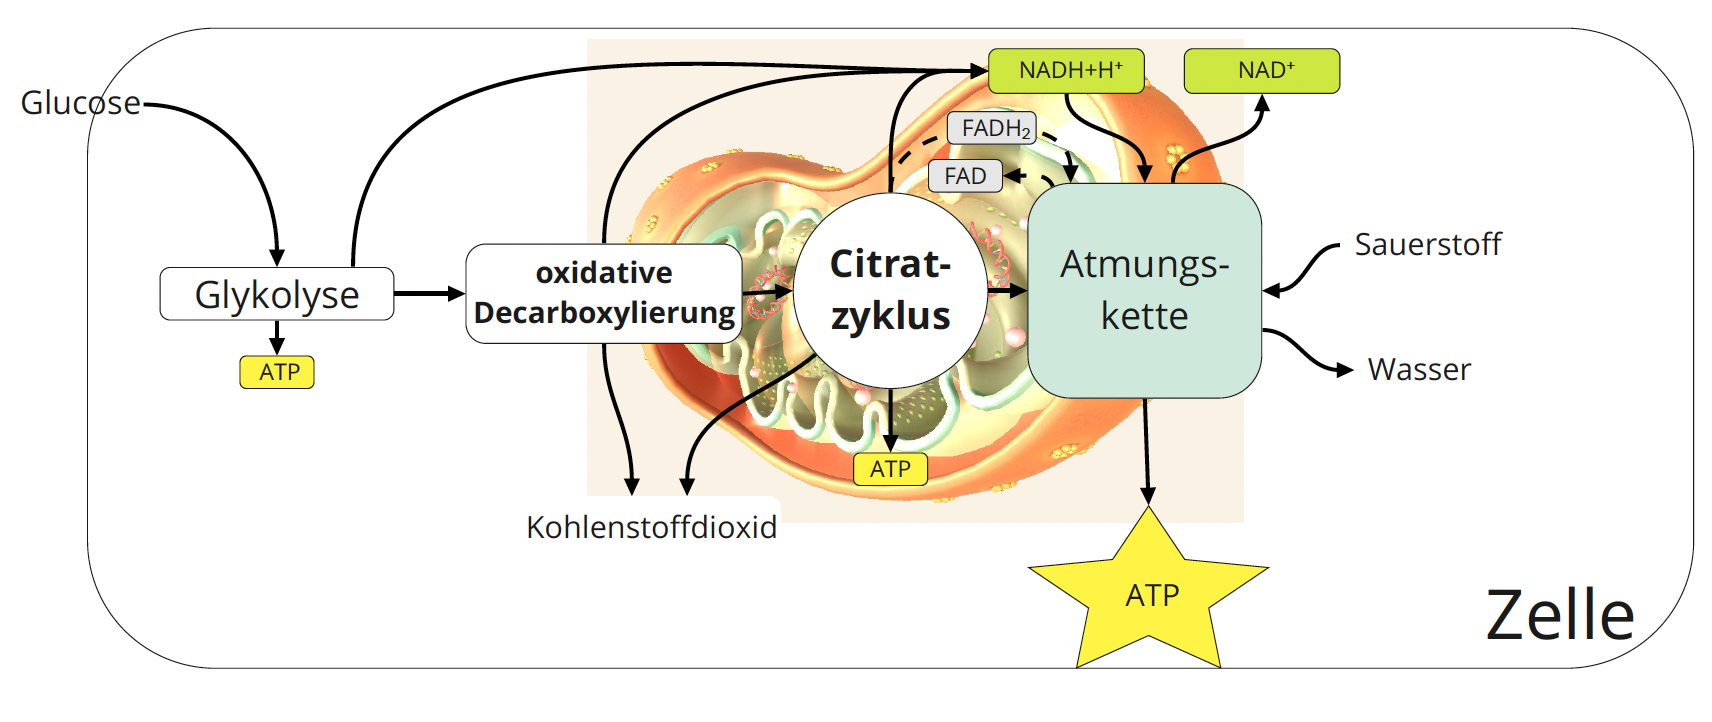 NADH+H⁺
NAD⁺
Glucose
FADH₂
FAD
Glykolyse
oxidative
Decarboxylierung
Citrat-
zyklus
Atmungs-
kette
Sauerstoff
Wasser
ATP
ATP
Kohlenstoffdioxid
ATP
Zelle